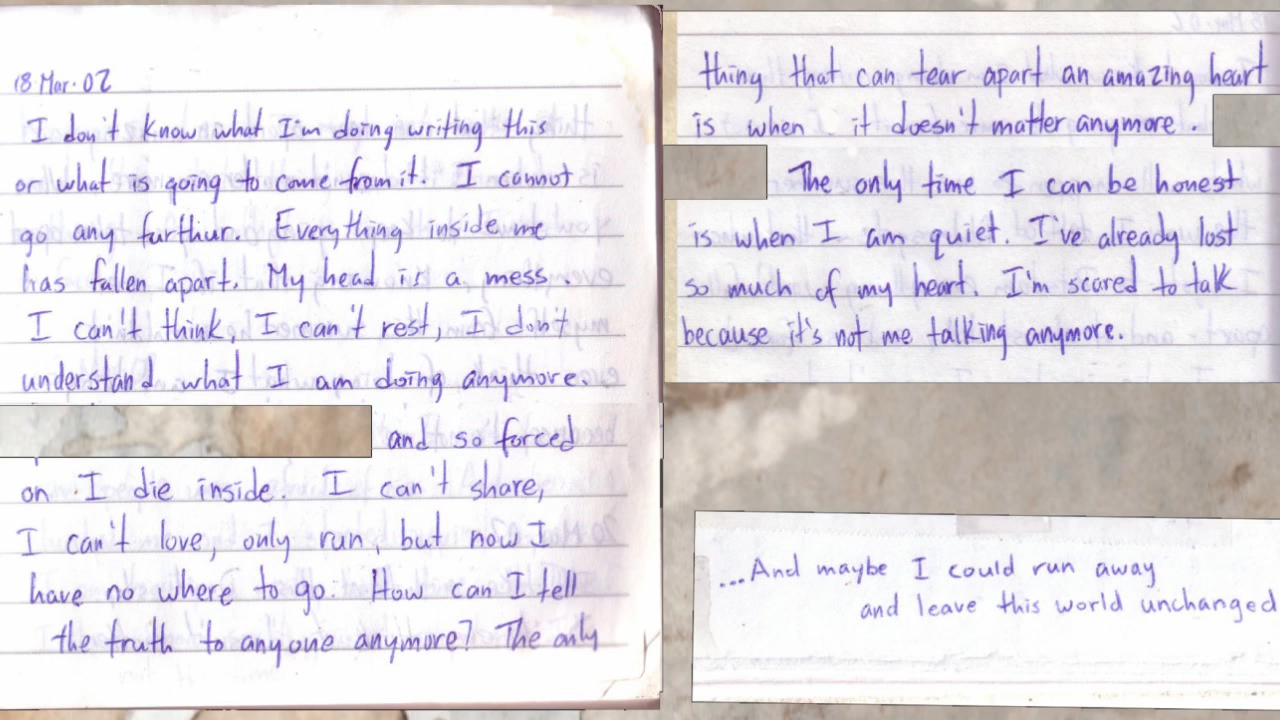 18 Mar. 02
I don't know what I'm doing writing this
or what is going to come from it. I cannot
go any furthur. Everything inside me
has fallen apart. My head is a mess.
I can't think, I can't rest, I don't
understand what I am doing anymore.
and so forced
on I die inside. I can't share,
I can't love, only run, but now I
have no where to go. How can I tell
the truth to anyone anymore? The only
thing that can tear apart an amazing heart
is when it doesn't matter anymore.
The only time I can be honest
is when I am quiet. I've already lost
so much of my heart. I'm scared to talk
because it's not me talking anymore.
...And maybe I could run away
and leave this world unchanged